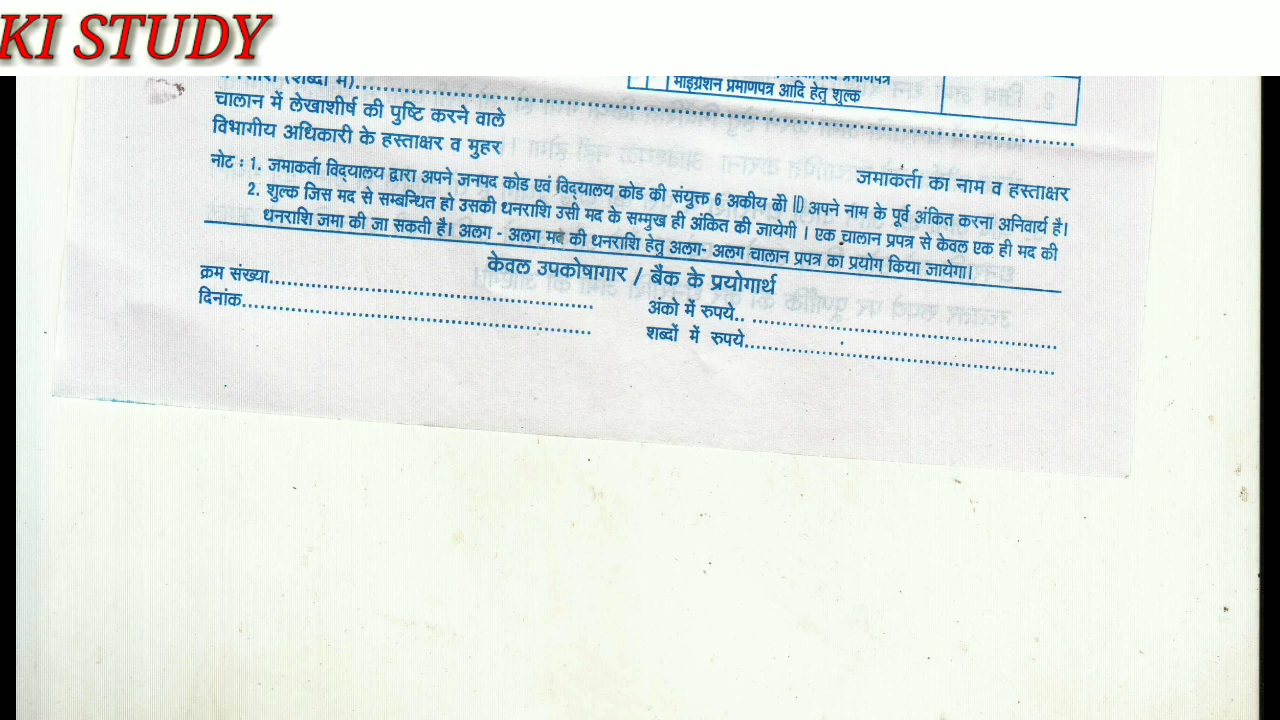 KI STUDY
माइग्रेशन प्रमाणपत्र आदि हेतु शुल्क
चालान में लेखाशीर्ष की पुष्टि करने वाले
विभागीय अधिकारी के हस्ताक्षर व मुहर
जमाकर्ता का नाम व हस्ताक्षर
नोट : 1. जमाकर्ता विद्यालय द्वारा अपने जनपद कोड एवं विद्यालय कोड की संयुक्त 6 अकीय की ID अपने नाम के पूर्व अंकित करना अनिवार्य है।
2. शुल्क जिस मद से सम्बन्धित हो उसकी धनराशि उसी मद के सम्मुख ही अंकित की जायेगी । एक चालान प्रपत्र से केवल एक ही मद की
धनराशि जमा की जा सकती है। अलग - अलग मद की धनराशि हेतु अलग- अलग चालान प्रपत्र का प्रयोग किया जायेगा।
केवल उपकोषागार / बैंक के प्रयोगार्थ
क्रम संख्या
अंको में रुपये
दिनांक
शब्दों में रुपये